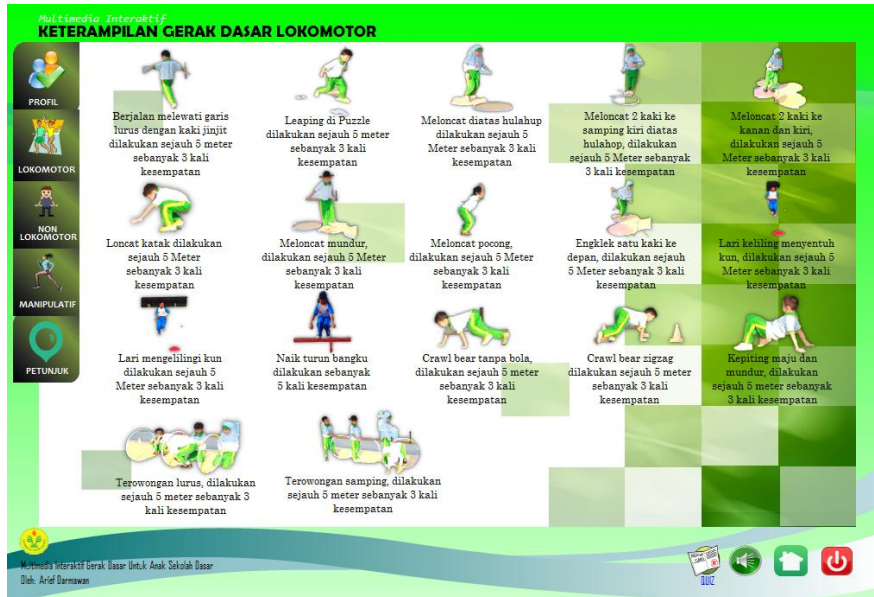 Multimedia Interaktif
KETERAMPILAN GERAK DASAR LOKOMOTOR
PROFIL
LOKOMOTOR
NON
LOKOMOTOR
MANIPULATIF
PETUNJUK
Berjalan melewati garis
lurus dengan kaki jinjit
dilakukan sejauh 5 meter
sebanyak 3 kali
kesempatan
Leaping di Puzzle
dilakukan sejauh 5 meter
sebanyak 3 kali
kesempatan
Meloncat diatas hulahup
dilakukan sejauh 5
Meter sebanyak 3 kali
kesempatan
Meloncat 2 kaki ke
samping kiri diatas
hulahop, dilakukan
sejauh 5 Meter sebanyak
3 kali kesempatan
Meloncat 2 kaki ke
kanan dan kiri,
dilakukan sejauh 5
Meter sebanyak 3 kali
kesempatan
Loncat katak dilakukan
sejauh 5 Meter
sebanyak 3 kali
kesempatan
Meloncat mundur,
dilakukan sejauh 5 Meter
sebanyak 3 kali
kesempatan
Meloncat pocong,
dilakukan sejauh 5 Meter,
sebanyak 3 kali
kesempatan
Engklek satu kaki ke
depan, dilakukan sejauh
5 Meter sebanyak 3 kali
kesempatan
Lari keliling menyentuh
kun, dilakukan sejauh 5
Meter sebanyak 3 kali
kesempatan
Lari mengelilingi kun
dilakukan sejauh 5
Meter sebanyak 3 kali
kesempatan
Naik turun bangku
dilakukan sebanyak
5 kali kesempatan
Crawl bear tanpa bola,
dilakukan sejauh 5 meter
sebanyak 3 kali
kesempatan
Crawl bear zigzag
dilakukan sejauh 5 meter
sebanyak 3 kali
kesempatan
Kepiting maju dan
mundur, dilakukan
sejauh 5 meter sebanyak
3 kali kesempatan
Terowongan lurus, dilakukan
sejauh 5 meter sebanyak 3
kali kesempatan
Terowongan samping, dilakukan
sejauh 5 meter sebanyak 3 kali
kesempatan
Multimedia Interaktif Gerak Dasar Untuk Anak Sekolah Dasar
Oleh: Arief Darmawan
QUIZ